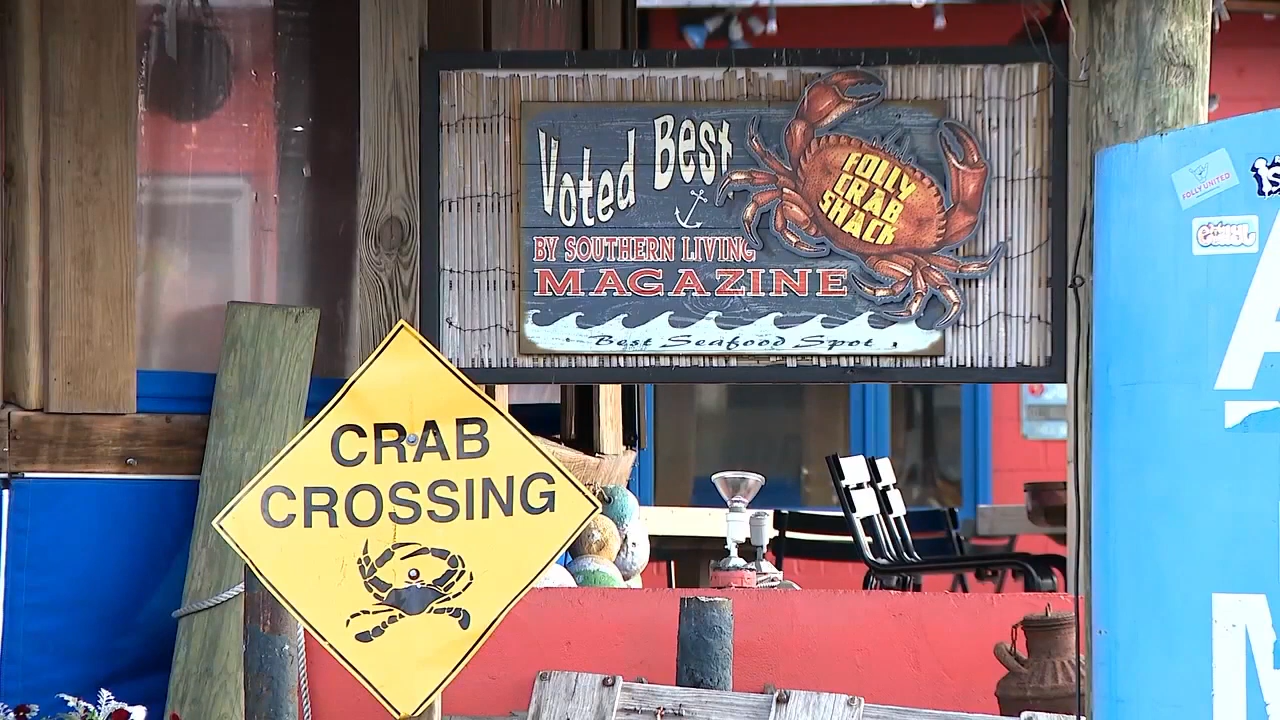 Voted Best
BY SOUTHERN LIVING
MAGAZINE
Best Seafood Spot
FOLLY
CRAB
SHACK
CRAB
CROSSING
FOLLY UNITED